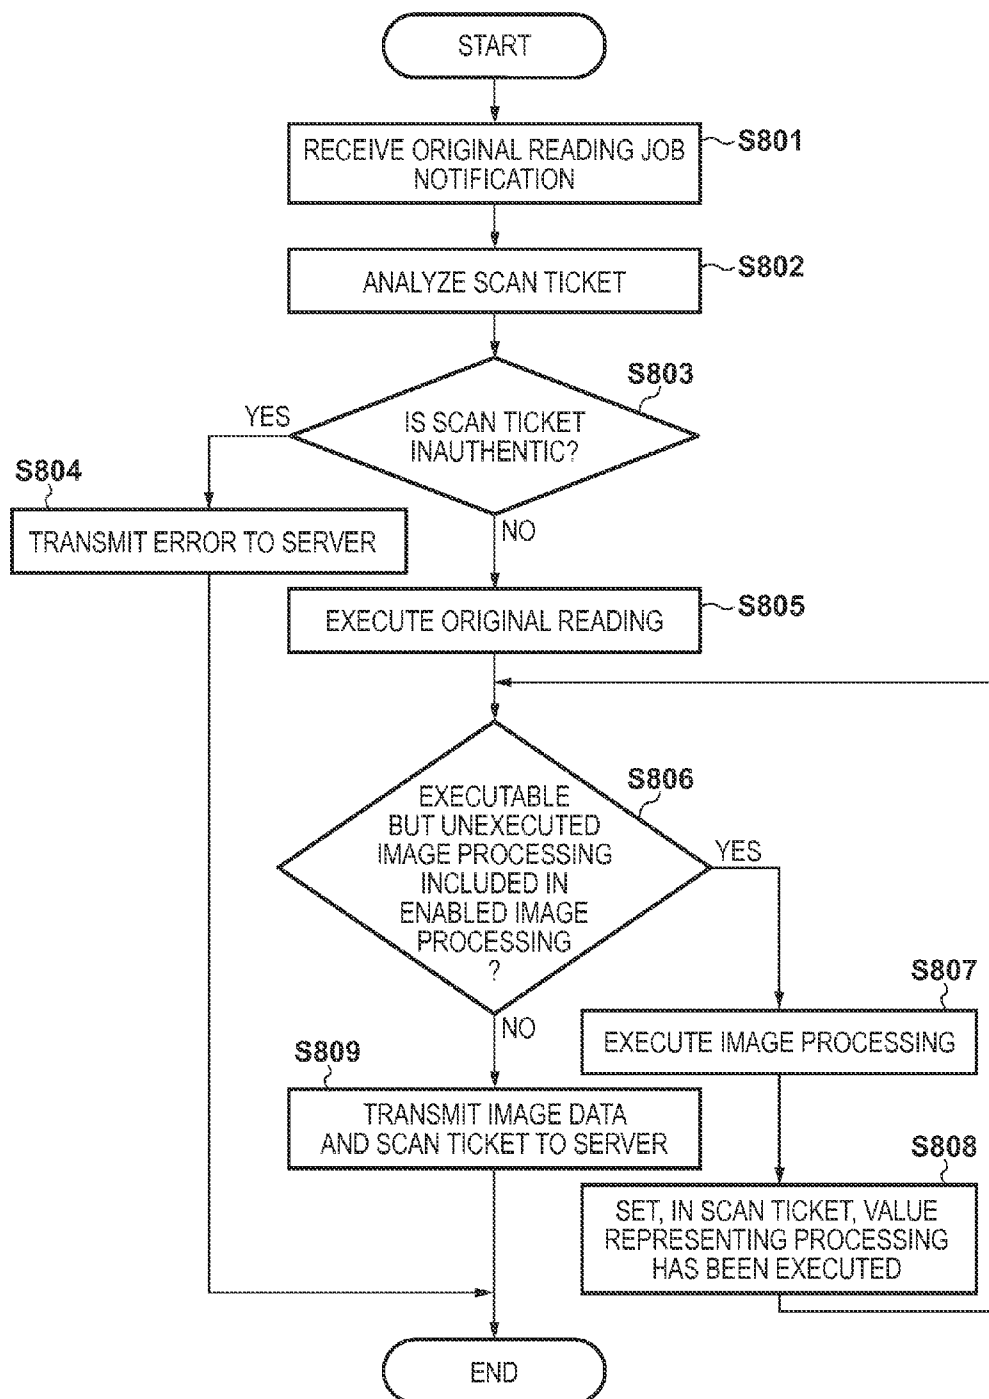 START
RECEIVE ORIGINAL READING JOB
NOTIFICATION
S801
ANALYZE SCAN TICKET
S802
S803
YES
IS SCAN TICKET
INAUTHENTIC?
S804
TRANSMIT ERROR TO SERVER
NO
EXECUTE ORIGINAL READING
S805
S806
EXECUTABLE
BUT UNEXECUTED
IMAGE PROCESSING
INCLUDED IN
ENABLED IMAGE
PROCESSING
?
YES
S807
EXECUTE IMAGE PROCESSING
NO
S809
TRANSMIT IMAGE DATA
AND SCAN TICKET TO SERVER
S808
SET, IN SCAN TICKET, VALUE
REPRESENTING PROCESSING
HAS BEEN EXECUTED
END